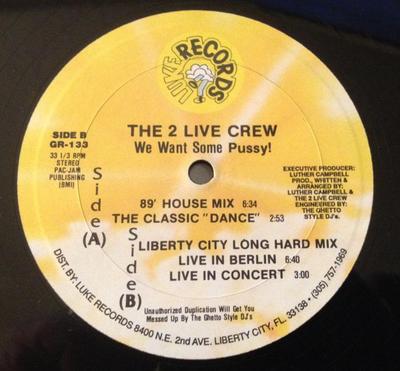 LUKE RECORDS
THE 2 LIVE CREW
We Want Some Pussy!
SIDE B
GR-133
33 1/3 RPM
PAC-JAM
PUBLISHING
(BMI)
EXECUTIVE PRODUCER:
LUTHER CAMPBELL
PROD., WRITTEN &
ARRANGED BY:
LUTHER CAMPBELL &
THE 2 LIVE CREW
ENGINEERED BY:
THE GHETTO
STYLE DJ's.
Side
(A)
89' HOUSE MIX 6:34
THE CLASSIC "DANCE" 2:53
Side
(B)
LIBERTY CITY LONG HARD MIX
LIVE IN BERLIN 6:40
LIVE IN CONCERT 3:00
Unauthorized Duplication Will Get You
Messed Up By The Ghetto Style DJ's
DIST. BY: LUKE RECORDS 8400 N.E. 2nd AVE. LIBERTY CITY, FL. 33138 • (305) 757-1969